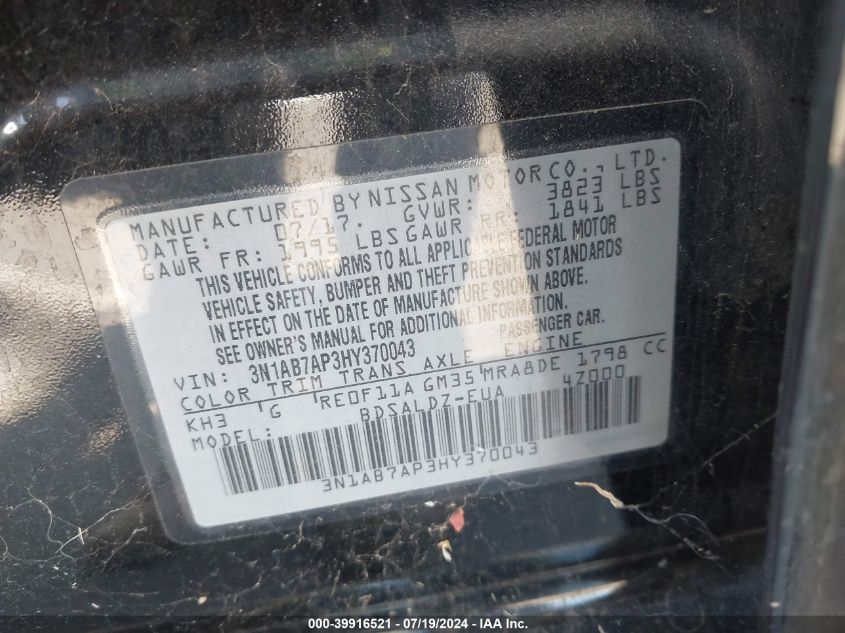 MANUFACTURED BY NISSAN MOTOR CO., LTD.
DATE: 07/17. GVWR: 3823 LBS
GAWR FR: 1995 LBS GAWR RR: 1841 LBS
THIS VEHICLE CONFORMS TO ALL APPLICABLE FEDERAL MOTOR
VEHICLE SAFETY, BUMPER AND THEFT PREVENTION STANDARDS
IN EFFECT ON THE DATE OF MANUFACTURE SHOWN ABOVE.
SEE OWNER'S MANUAL FOR ADDITIONAL INFORMATION.
VIN: 3N1AB7AP3HY370043 PASSENGER CAR.
COLOR TRIM TRANS AXLE ENGINE
KH3 G RE0F11A GM35 MRA8DE 1798 CC
MODEL: BDSALDZ-EUA 4Z000
3N1AB7AP3HY370043
000-39916521 - 07/19/2024 - IAA Inc.